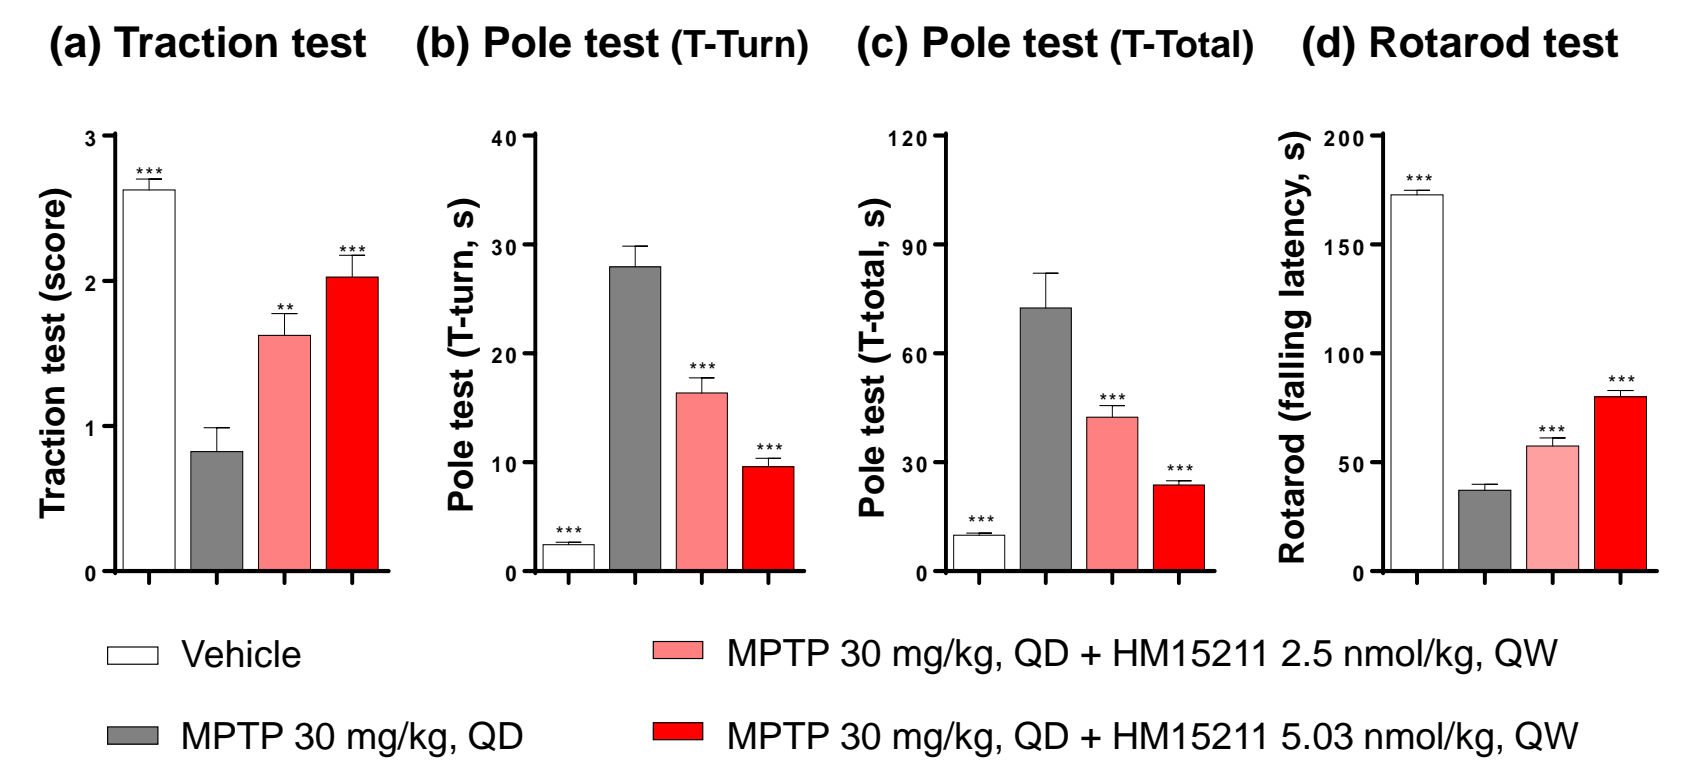 (a) Traction test
(b) Pole test (T-Turn)
(c) Pole test (T-Total)
(d) Rotarod test
Traction test (score)
3
2
1
0
***
**
***
Pole test (T-turn, s)
40
30
20
10
0
***
***
***
Pole test (T-total, s)
120
90
60
30
0
***
***
***
Rotarod (falling latency, s)
200
150
100
50
0
***
***
***
Vehicle
MPTP 30 mg/kg, QD
MPTP 30 mg/kg, QD + HM15211 2.5 nmol/kg, QW
MPTP 30 mg/kg, QD + HM15211 5.03 nmol/kg, QW